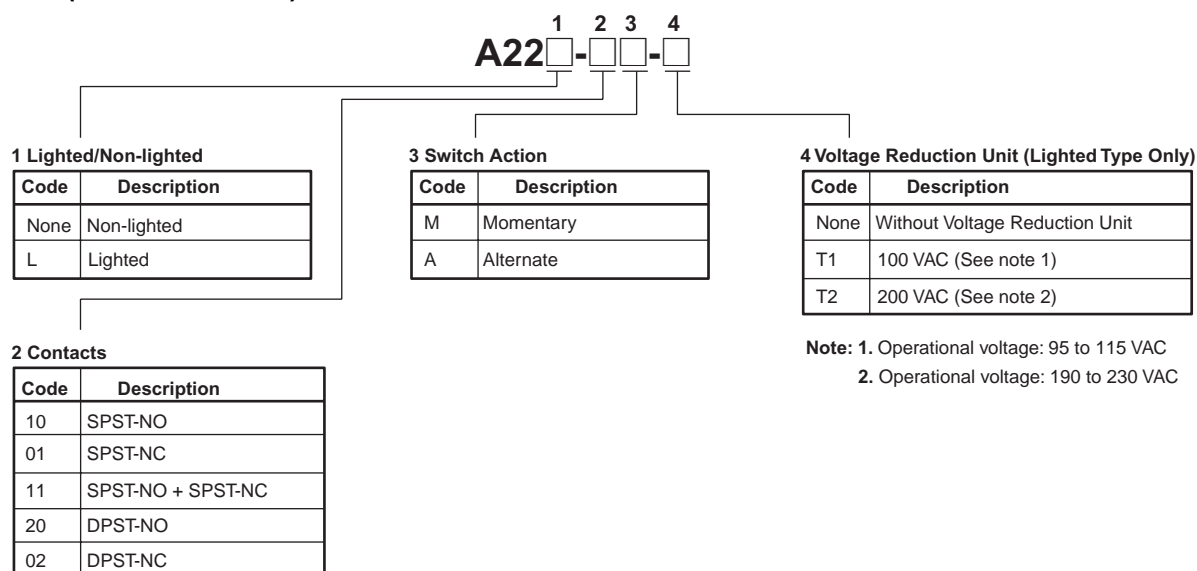 1 2 3 4
A22□-□□-□
1 Lighted/Non-lighted
Code Description
None Non-lighted
L Lighted
2 Contacts
Code Description
10 SPST-NO
01 SPST-NC
11 SPST-NO + SPST-NC
20 DPST-NO
02 DPST-NC
3 Switch Action
Code Description
M Momentary
A Alternate
4 Voltage Reduction Unit (Lighted Type Only)
Code Description
None Without Voltage Reduction Unit
T1 100 VAC (See note 1)
T2 200 VAC (See note 2)
Note: 1. Operational voltage: 95 to 115 VAC
2. Operational voltage: 190 to 230 VAC